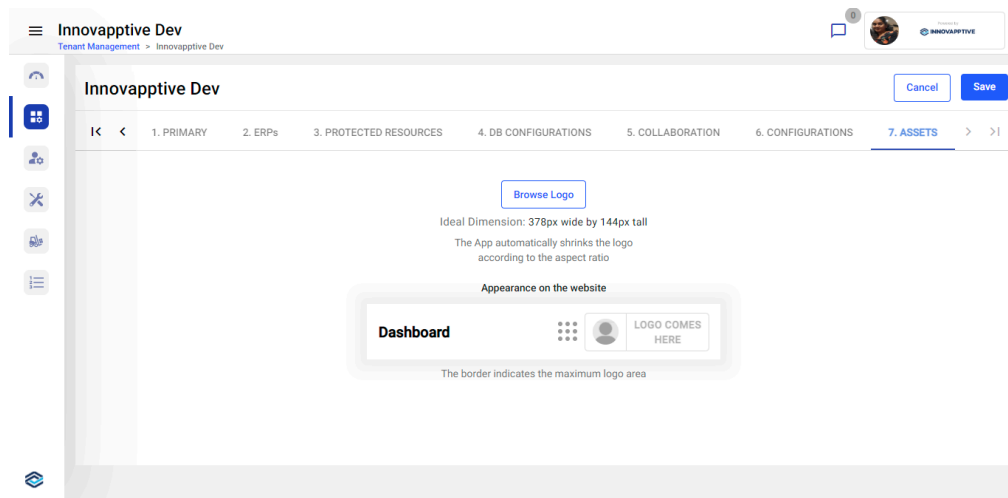 Innovapptive Dev
Tenant Management > Innovapptive Dev
0
Powered by
INNOVAPPTIVE
Innovapptive Dev
Cancel
Save
1. PRIMARY
2. ERPs
3. PROTECTED RESOURCES
4. DB CONFIGURATIONS
5. COLLABORATION
6. CONFIGURATIONS
7. ASSETS
Browse Logo
Ideal Dimension: 378px wide by 144px tall
The App automatically shrinks the logo
according to the aspect ratio
Appearance on the website
Dashboard
LOGO COMES
HERE
The border indicates the maximum logo area